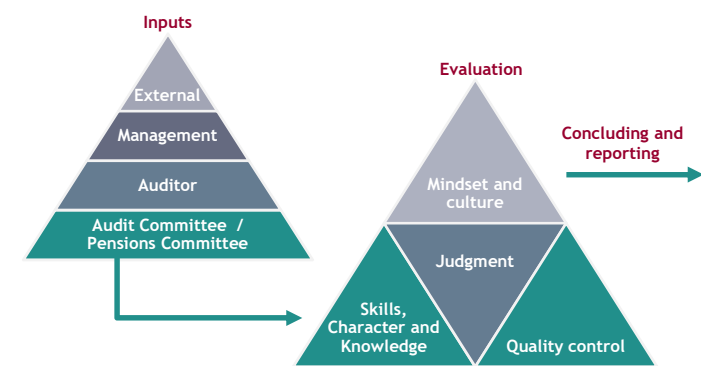 Inputs
External
Management
Auditor
Audit Committee /
Pensions Committee
Evaluation
Mindset and
culture
Judgment
Skills,
Character and
Knowledge
Quality control
Concluding and
reporting